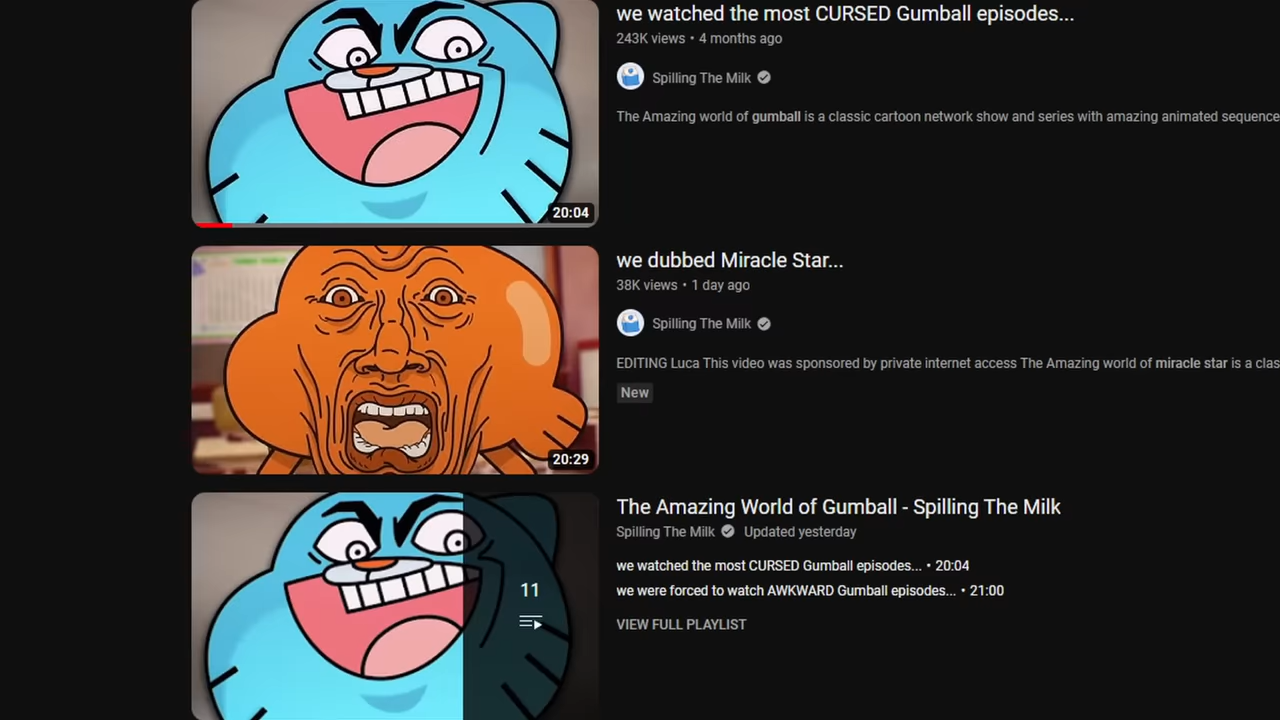 we watched the most CURSED Gumball episodes...
243K views • 4 months ago
Spilling The Milk
The Amazing world of gumball is a classic cartoon network show and series with amazing animated sequence
20:04
we dubbed Miracle Star...
38K views • 1 day ago
Spilling The Milk
EDITING Luca This video was sponsored by private internet access The Amazing world of miracle star is a clas
New
20:29
The Amazing World of Gumball - Spilling The Milk
Spilling The Milk Updated yesterday
we watched the most CURSED Gumball episodes... • 20:04
11
we were forced to watch AWKWARD Gumball episodes... • 21:00
VIEW FULL PLAYLIST